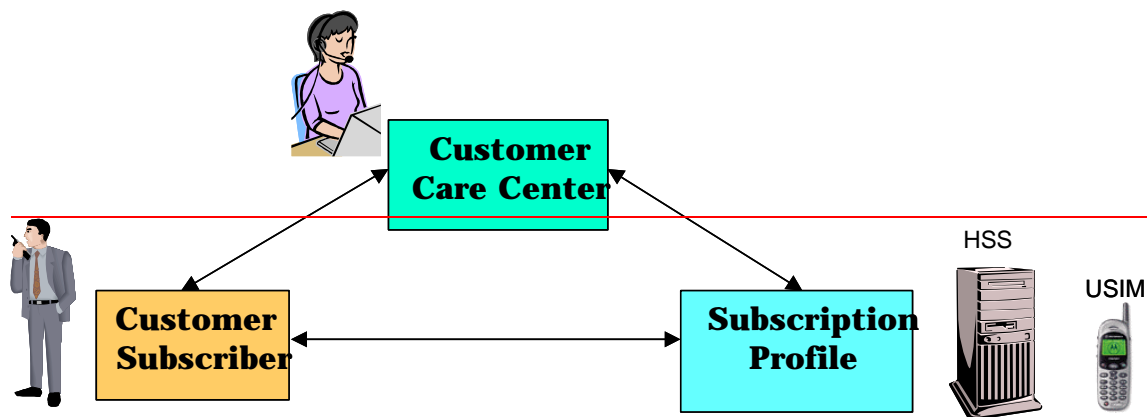 Customer
Care Center
HSS
USIM
Customer
Subscriber
Subscription
Profile